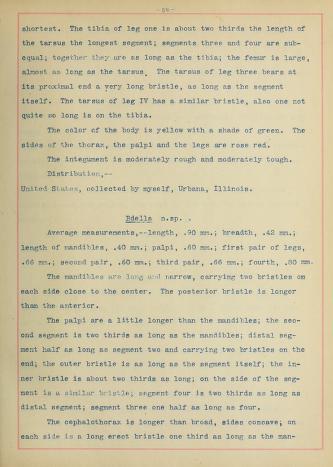 -58-
shortest. The tibia of leg one is about two thirds the length of
the tarsus the longest segment; segments three and four are sub-
equal; together they are as long as the tibia; the femur is large,
almost as long as the tarsus. The tarsus of leg three bears at
its proximal end a very long bristle, as long as the segment
itself. The tarsus of leg IV has a similar bristle, also one not
quite so long is on the tibia.
The color of the body is yellow with a shade of green. The
sides of the thorax, the palpi and the legs are rose red.
The integument is moderately rough and moderately tough.
Distribution,--
United States, collected by myself, Urbana, Illinois.
Bdella n.sp. .
Average measurements,--length, .90 mm.; breadth, .42 mm.;
length of mandibles, .40 mm.; palpi, .60 mm.; first pair of legs,
.66 mm.; second pair, .60 mm.; third pair, .66 mm.; fourth, .80 mm.
The mandibles are long and narrow, carrying two bristles on
each side close to the center. The posterior bristle is longer
than the anterior.
The palpi are a little longer than the mandibles; the sec-
ond segment is two thirds as long as the mandibles; distal seg-
ment half as long as segment two and carrying two bristles on the
end; the outer bristle is as long as the segment itself; the in-
ner bristle is about two thirds as long; on the side of the seg-
ment is a similar bristle; segment four is two thirds as long as
distal segment; segment three one half as long as four.
The cephalothorax is longer than broad, sides concave; on
each side is a long erect bristle one third as long as the man-